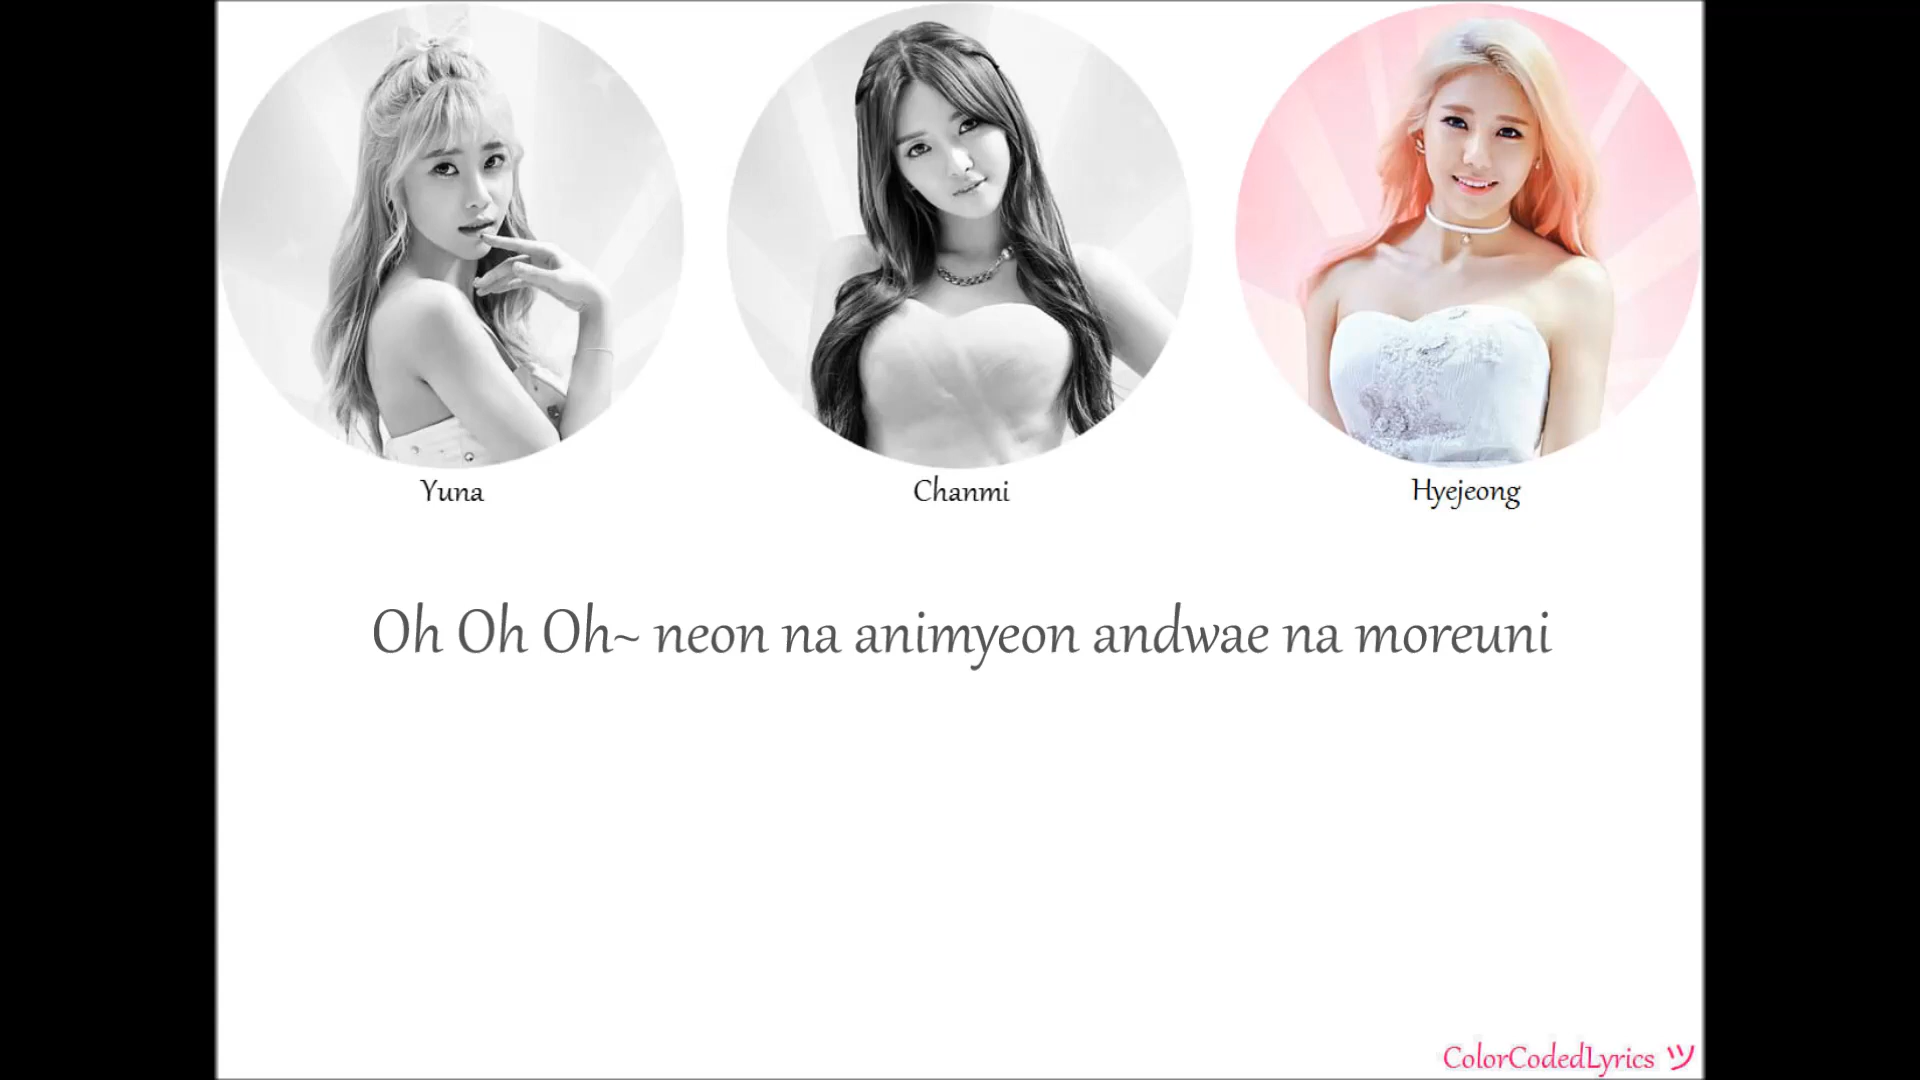 Yuna
Chanmi
Hyejeong
Oh Oh Oh~ neon na animyeon andwae na moreuni
ColorCodedLyrics ツ